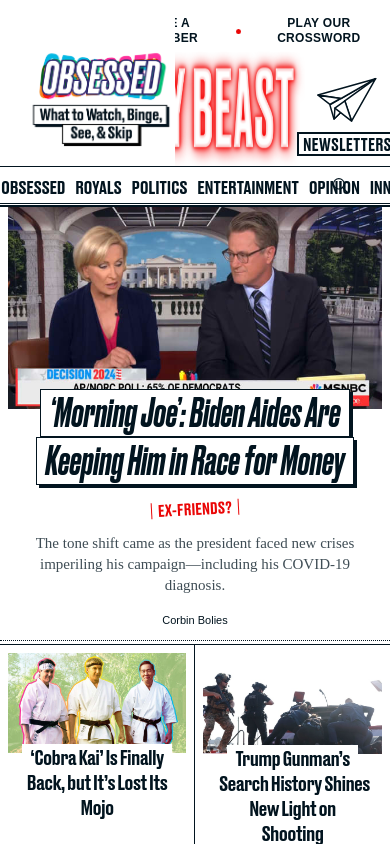 E A
BER
PLAY OUR
CROSSWORD
OBSESSED
What to Watch, Binge,
See, & Skip
Y BEAST
NEWSLETTERS
OBSESSED ROYALS POLITICS ENTERTAINMENT OPINION INN
DECISION 2024
AP/NORC POLL: 65% OF DEMOCRATS
MSNBC
‘Morning Joe’: Biden Aides Are
Keeping Him in Race for Money
EX-FRIENDS?
The tone shift came as the president faced new crises
imperiling his campaign—including his COVID-19
diagnosis.
Corbin Bolies
‘Cobra Kai’ Is Finally
Back, but It’s Lost Its
Mojo
Trump Gunman’s
Search History Shines
New Light on
Shooting